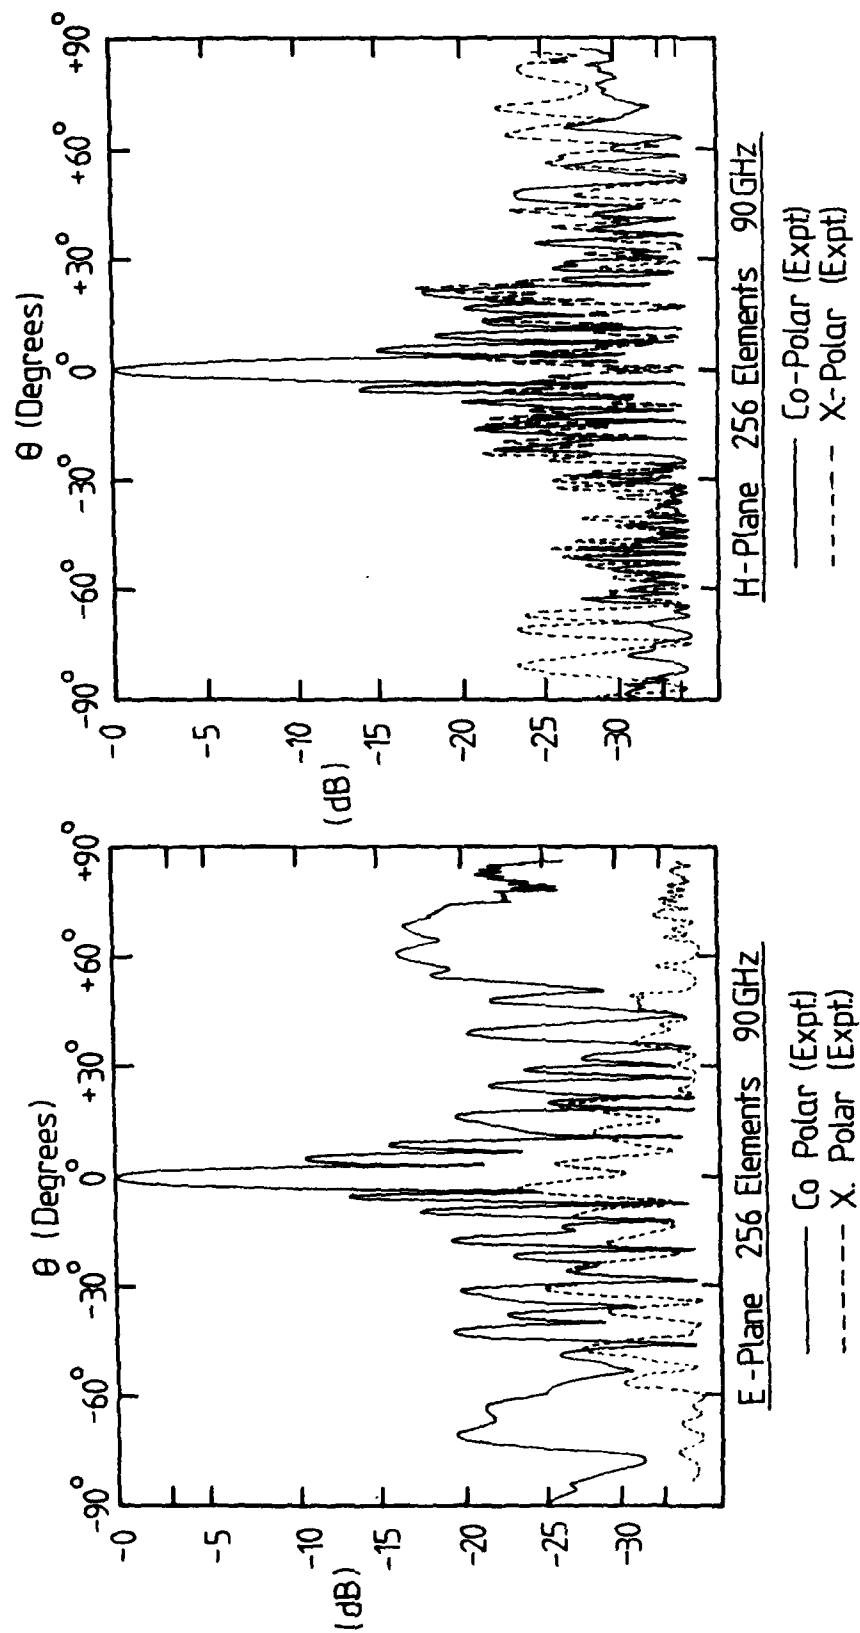 θ (Degrees)
-90° -60° -30° 0° +30° +60° +90°
-0
-5
-10
(dB)
-15
-20
-25
-30
E-Plane 256 Elements 90GHz
Co Polar (Expt)
X. Polar (Expt.)
θ (Degrees)
-90° -60° -30° 0° +30° +60° +90°
-0
-5
-10
(dB)
-15
-20
-25
-30
H-Plane 256 Elements 90GHz
Co-Polar (Expt)
X-Polar (Expt)